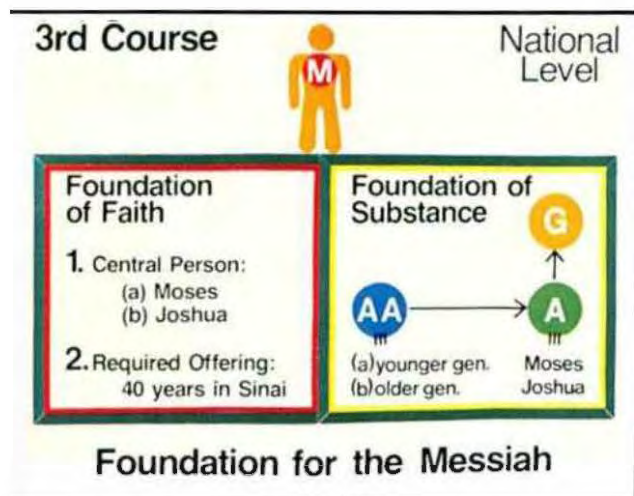 3rd Course
M
National
Level
Foundation
of Faith
1. Central Person:
(a) Moses
(b) Joshua
2. Required Offering:
40 years in Sinai
Foundation of
Substance
G
AA
A
(a) younger gen.
(b) older gen.
Moses
Joshua
Foundation for the Messiah